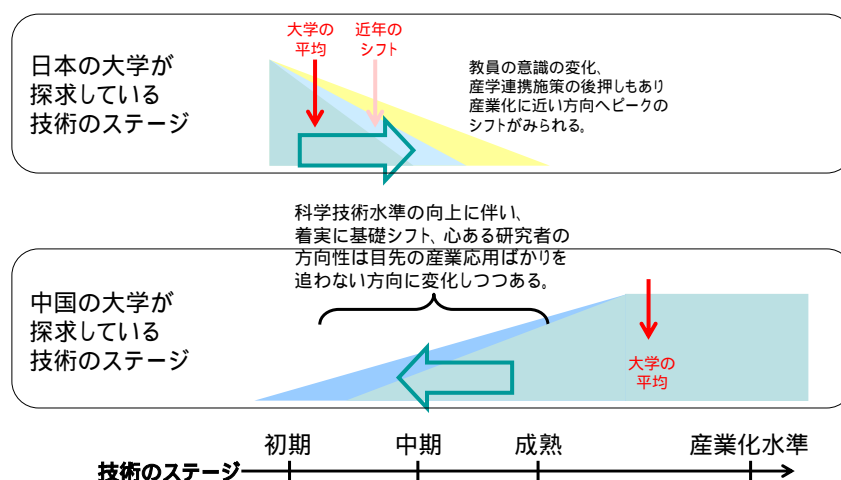 大学の
平均
近年の
シフト
日本の大学が
探求している
技術のステージ
教員の意識の変化、
産学連携施策の後押しもあり
産業化に近い方向へピークの
シフトがみられる。
科学技術水準の向上に伴い、
着実に基礎シフト、心ある研究者の
方向性は目先の産業応用ばかりを
追わない方向に変化しつつある。
中国の大学が
探求している
技術のステージ
大学の
平均
初期
中期
成熟
産業化水準
技術のステージ